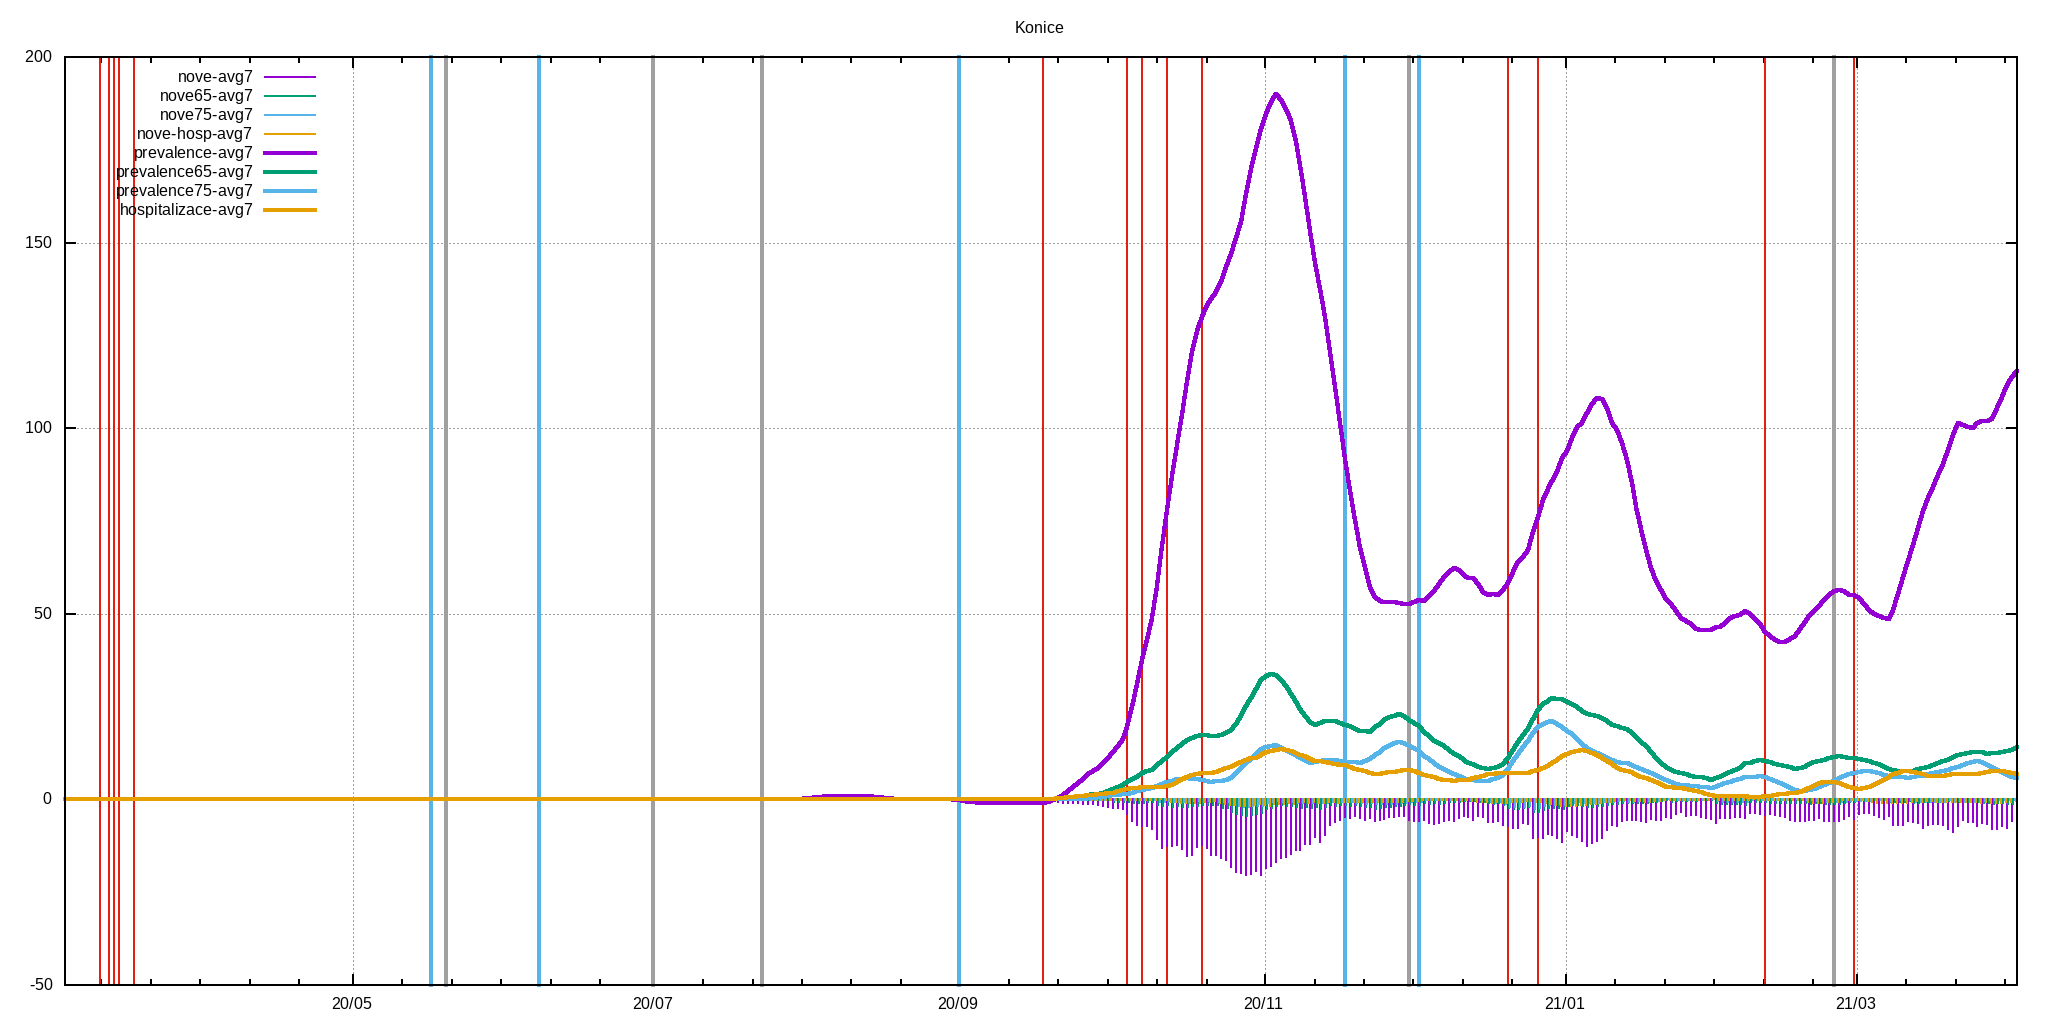 Konice
200
150
100
50
0
-50
nove-avg7
nove65-avg7
nove75-avg7
nove-hosp-avg7
prevalence-avg7
prevalence65-avg7
prevalence75-avg7
hospitalizace-avg7
20/05
20/07
20/09
20/11
21/01
21/03